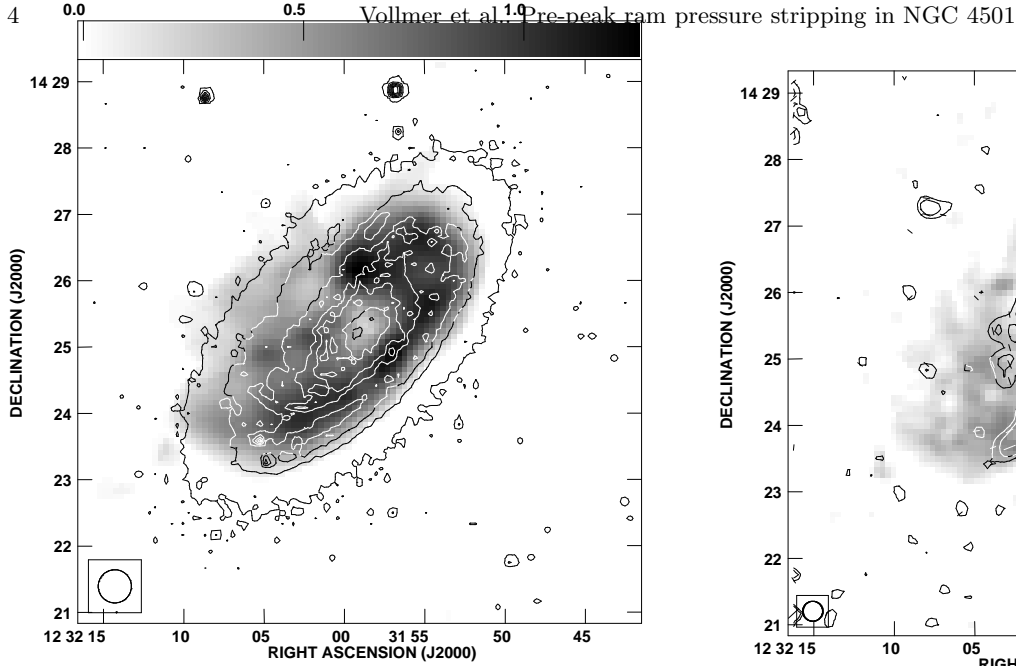 4
Vollmer et al.: Pre-peak ram pressure stripping in NGC 4501
0.0 0.5 1.0
DECLINATION (J2000)
14 29
28
27
26
25
24
23
22
21
12 32 15 10 05 00 31 55 50 45
RIGHT ASCENSION (J2000)
DECLINATION (J2000)
14 29
28
27
26
25
24
23
22
21
12 32 15 10 05
RIGH